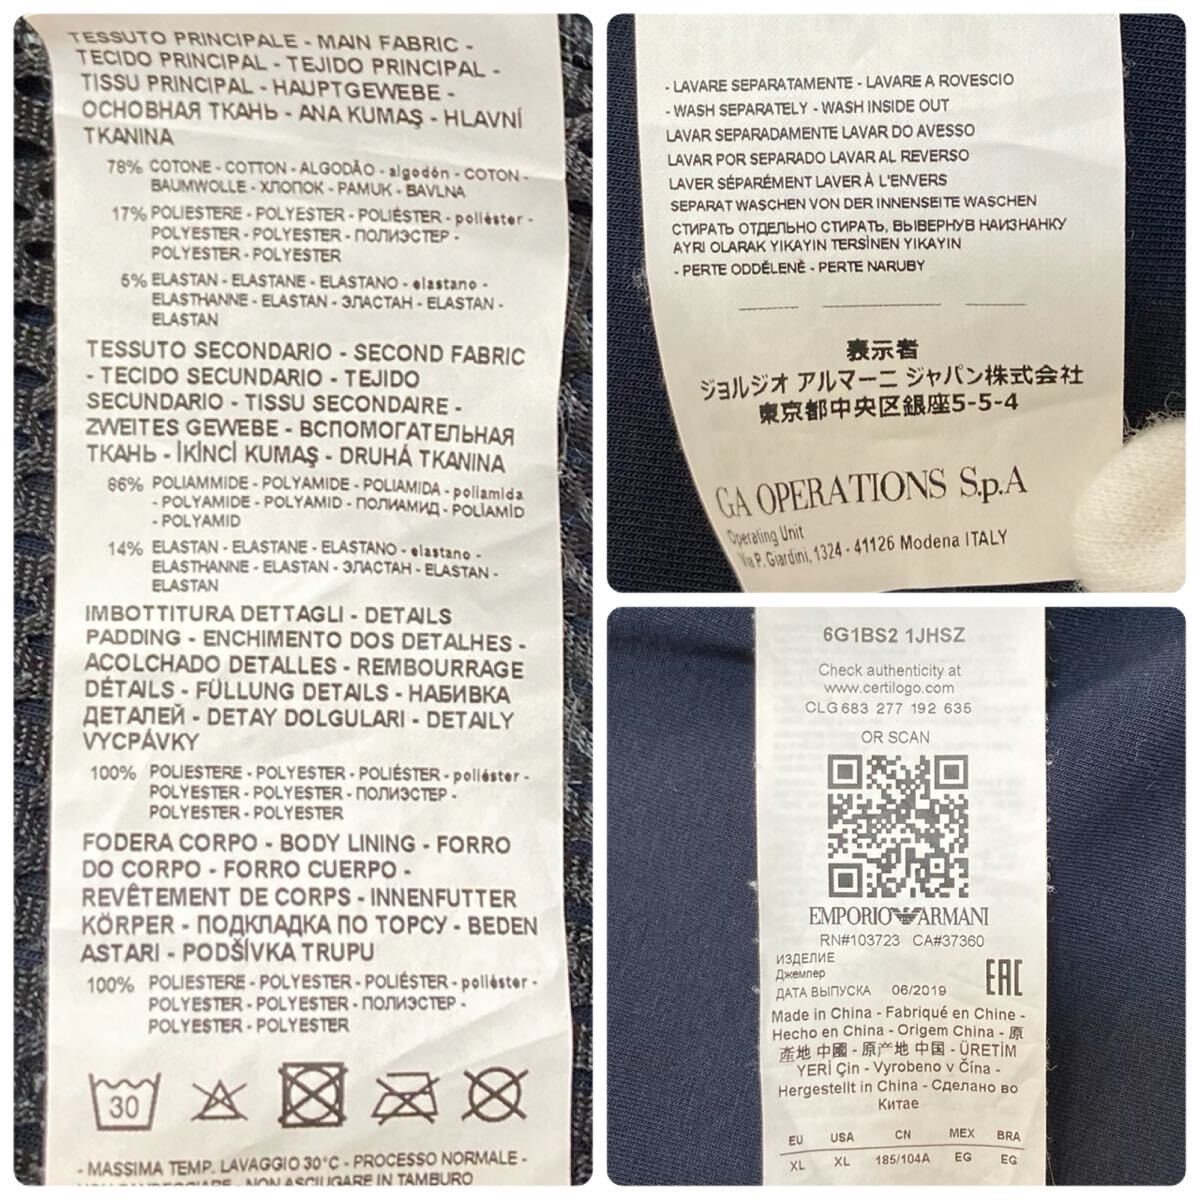 TESSUTO PRINCIPALE - MAIN FABRIC -
TECIDO PRINCIPAL - TEJIDO PRINCIPAL -
TISSU PRINCIPAL - HAUPTGEWEBE -
ОСНОВНАЯ ТКАНЬ - ANA KUMAŞ - HLAVNÍ
TKANINA
78% COTONE - COTTON - ALGODÃO - algodón - COTON -
BAUMWOLLE - ХЛОПОК - PAMUK - BAVLNA
17% POLIESTERE - POLYESTER - POLIÉSTER - poliéster -
POLYESTER - POLYESTER - ПОЛИЭСТЕР -
POLYESTER - POLYESTER
5% ELASTAN - ELASTANE - ELASTANO - elastano -
ELASTHANNE - ELASTAN - ЭЛАСТАН - ELASTAN -
ELASTAN
TESSUTO SECONDARIO - SECOND FABRIC
- TECIDO SECUNDARIO - TEJIDO
SECUNDARIO - TISSU SECONDAIRE -
ZWEITES GEWEBE - ВСПОМОГАТЕЛЬНАЯ
ТКАНЬ - İKİNCİ KUMAŞ - DRUHÁ TKANINA
86% POLIAMMIDE - POLYAMIDE - POLIAMIDA - poliamida
- POLYAMIDE - POLYAMID - ПОЛИАМИД - POLİAMİD
- POLYAMID
14% ELASTAN - ELASTANE - ELASTANO - elastano -
ELASTHANNE - ELASTAN - ЭЛАСТАН - ELASTAN -
ELASTAN
IMBOTTITURA DETTAGLI - DETAILS
PADDING - ENCHIMENTO DOS DETALHES -
ACOLCHADO DETALLES - REMBOURRAGE
DÉTAILS - FÜLLUNG DETAILS - НАБИВКА
ДЕТАЛЕЙ - DETAY DOLGULARI - DETAILY
VYCPÁVKY
100% POLIESTERE - POLYESTER - POLIÉSTER - poliéster -
POLYESTER - POLYESTER - ПОЛИЭСТЕР -
POLYESTER - POLYESTER
FODERA CORPO - BODY LINING - FORRO
DO CORPO - FORRO CUERPO -
REVÊTEMENT DE CORPS - INNENFUTTER
KÖRPER - ПОДКЛАДКА ПО ТОРСУ - BEDEN
ASTARI - PODŠÍVKA TRUPU
100% POLIESTERE - POLYESTER - POLIÉSTER - poliéster -
POLYESTER - POLYESTER - ПОЛИЭСТЕР -
POLYESTER - POLYESTER
30
- MASSIMA TEMP. LAVAGGIO 30°C - PROCESSO NORMALE -
NON CANDEGGIARE - NON ASCIUGARE IN TAMBURO
- LAVARE SEPARATAMENTE - LAVARE A ROVESCIO
- WASH SEPARATELY - WASH INSIDE OUT
LAVAR SEPARADAMENTE LAVAR DO AVESSO
LAVAR POR SEPARADO LAVAR AL REVERSO
LAVER SÉPARÉMENT LAVER À L'ENVERS
SEPARAT WASCHEN VON DER INNENSEITE WASCHEN
СТИРАТЬ ОТДЕЛЬНО СТИРАТЬ, ВЫВЕРНУВ НАИЗНАНКУ
AYRI OLARAK YIKAYIN TERSİNEN YIKAYIN
- PERTE ODDĚLENĚ - PERTE NARUBY
表示者
ジョルジオ アルマーニ ジャパン株式会社
東京都中央区銀座5-5-4
GA OPERATIONS S.p.A
Operating Unit
Via P. Giardini, 1324 - 41126 Modena ITALY
6G1BS2 1JHSZ
Check authenticity at
www.certilogo.com
CLG 683 277 192 635
OR SCAN
EMPORIO ARMANI
RN#103723 CA#37360
ИЗДЕЛИЕ
Джемпер
ДАТА ВЫПУСКА 06/2019 EAC
Made in China - Fabriqué en Chine -
Hecho en China - Origem China - 原
產地 中國 - 原产地 中国 - ÜRETİM
YERİ Çin - Vyrobeno v Čína -
Hergestellt in China - Сделано во
Китае
EU USA CN MEX BRA
XL XL 185/104A EG EG